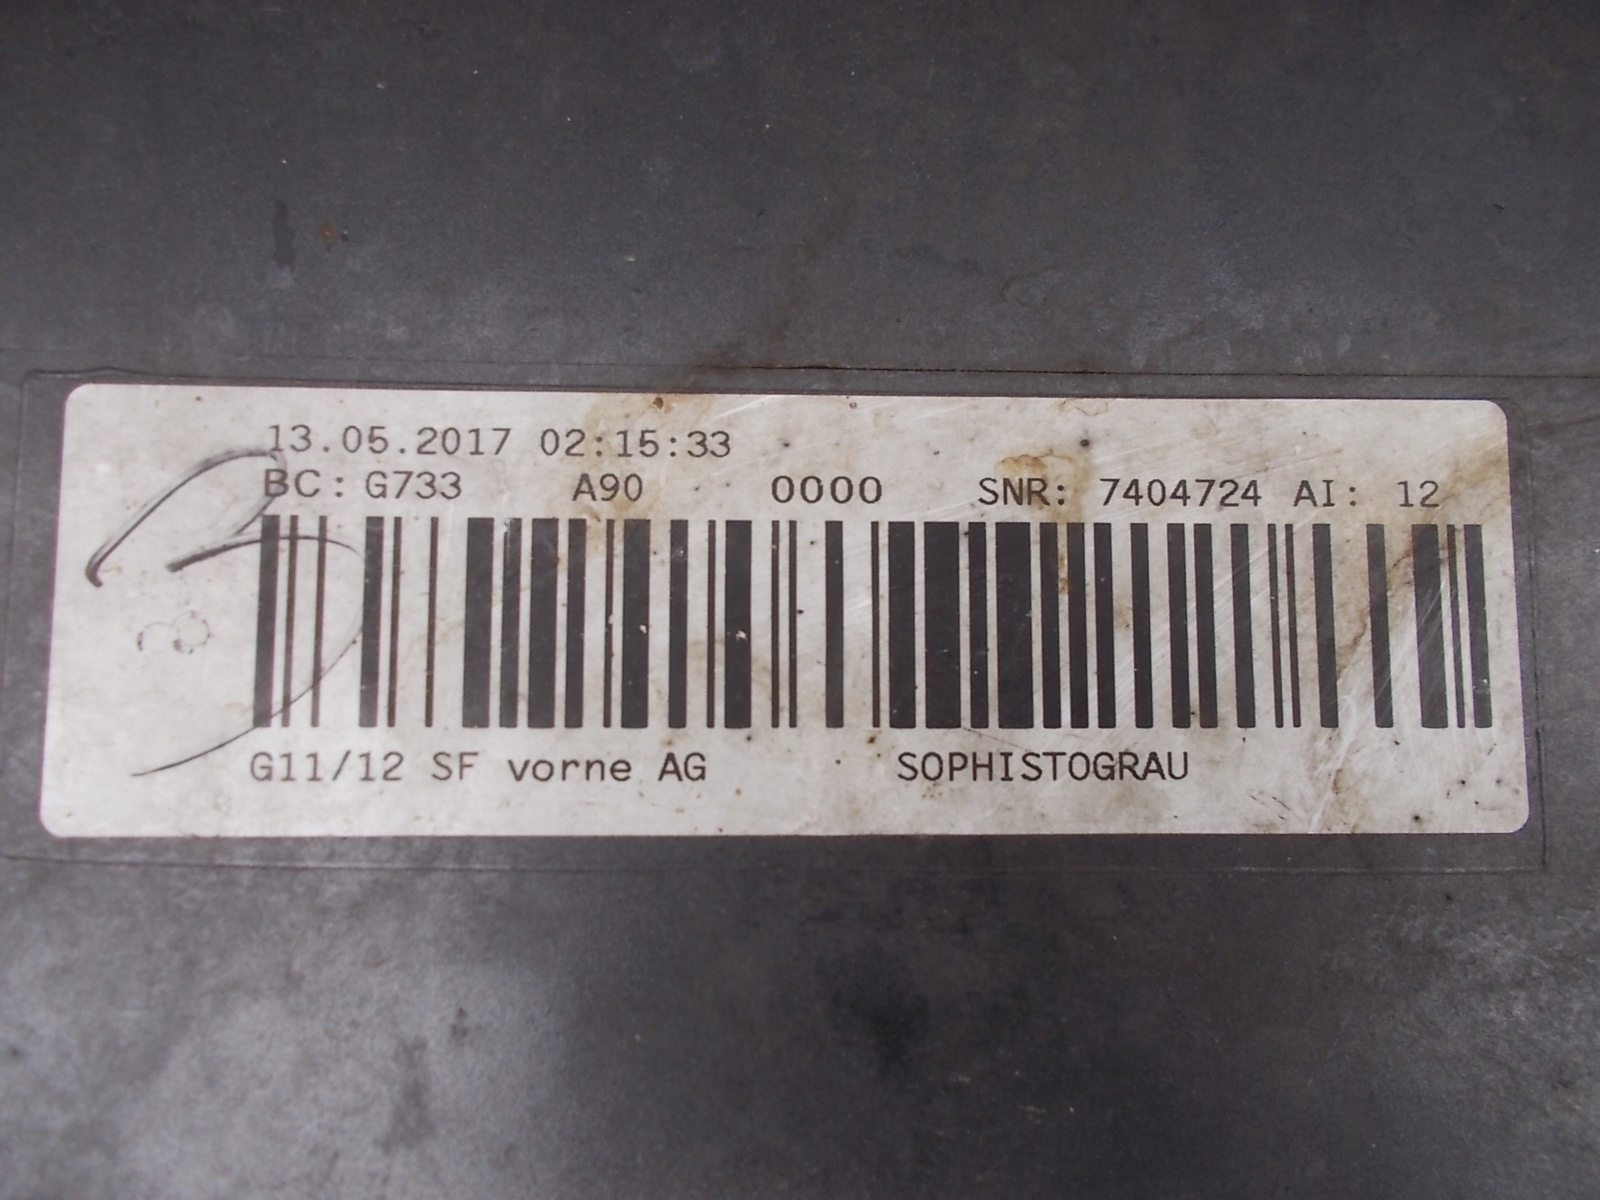 13.05.2017 02:15:33
BC: G733 A90 0000 SNR: 7404724 AI: 12
G11/12 SF vorne AG SOPHISTOGRAU